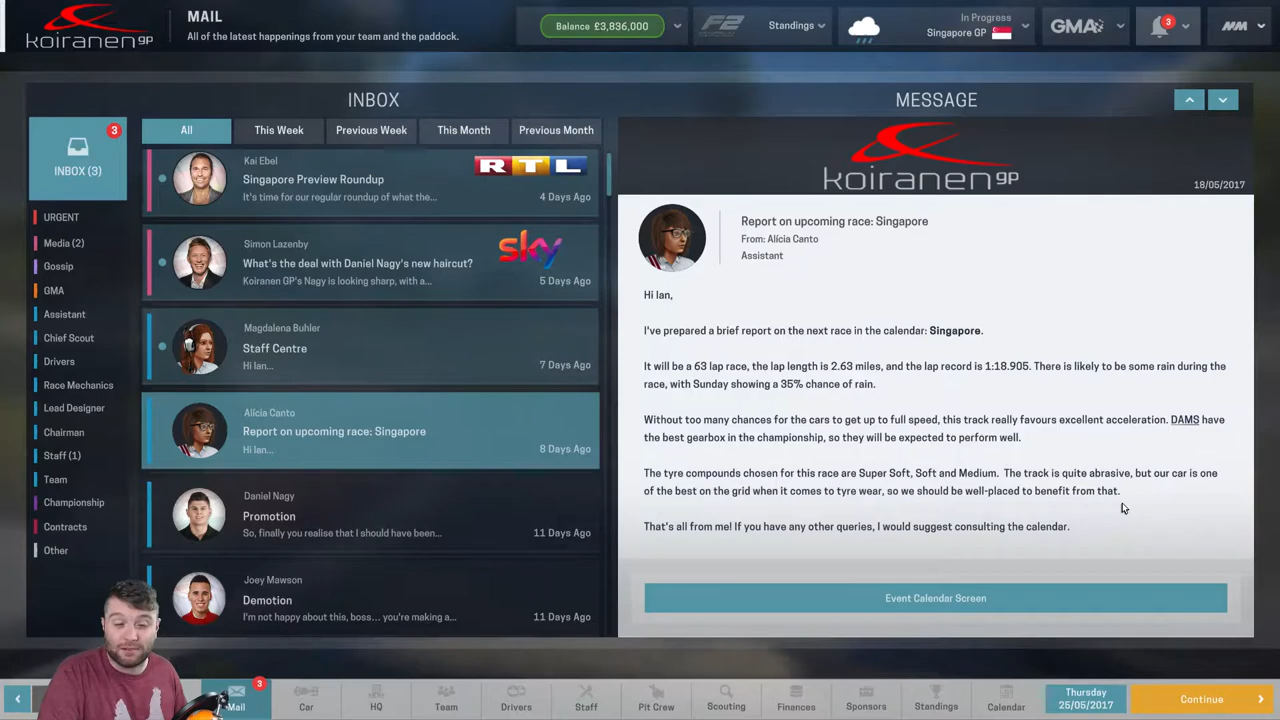 koiranen GP
MAIL
All of the latest happenings from your team and the paddock.
Balance £3,836,000
F2
Standings
In Progress
Singapore GP
GMA
3
INBOX
MESSAGE
3
INBOX (3)
URGENT
Media (2)
Gossip
GMA
Assistant
Chief Scout
Drivers
Race Mechanics
Lead Designer
Chairman
Staff (1)
Team
Championship
Contracts
Other
All
This Week
Previous Week
This Month
Previous Month
Kai Ebel
Singapore Preview Roundup
It's time for our regular roundup of what the...
RTL
4 Days Ago
Simon Lazenby
What's the deal with Daniel Nagy's new haircut?
Koiranen GP's Nagy is looking sharp, with a...
sky
5 Days Ago
Magdalena Buhler
Staff Centre
Hi Ian...
7 Days Ago
Alícia Canto
Report on upcoming race: Singapore
Hi Ian...
8 Days Ago
Daniel Nagy
Promotion
So, finally you realise that I should have been...
11 Days Ago
Joey Mawson
Demotion
I'm not happy about this, boss... you're making a...
11 Days Ago
koiranen GP
18/05/2017
Report on upcoming race: Singapore
From: Alícia Canto
Assistant
Hi Ian,
I've prepared a brief report on the next race in the calendar: Singapore.
It will be a 63 lap race, the lap length is 2.63 miles, and the lap record is 1:18.905. There is likely to be some rain during the
race, with Sunday showing a 35% chance of rain.
Without too many chances for the cars to get up to full speed, this track really favours excellent acceleration. DAMS have
the best gearbox in the championship, so they will be expected to perform well.
The tyre compounds chosen for this race are Super Soft, Soft and Medium. The track is quite abrasive, but our car is one
of the best on the grid when it comes to tyre wear, so we should be well-placed to benefit from that.
That's all from me! If you have any other queries, I would suggest consulting the calendar.
Event Calendar Screen
Mail
3
Car
HQ
Team
Drivers
Staff
Pit Crew
Scouting
Finances
Sponsors
Standings
Calendar
Thursday
25/05/2017
Continue